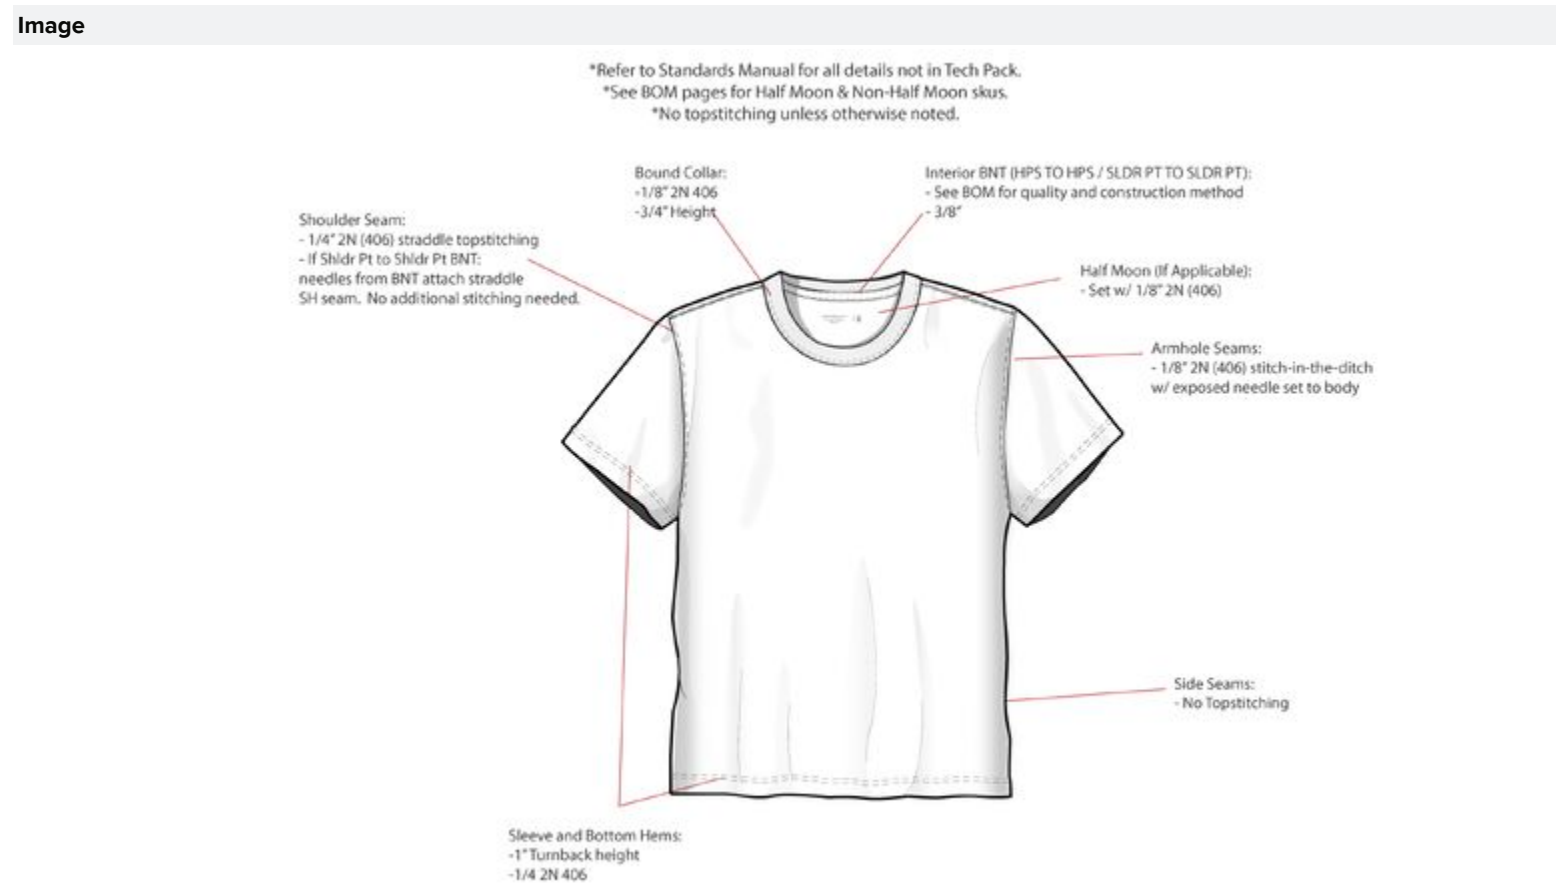 Image
*Refer to Standards Manual for all details not in Tech Pack.
*See BOM pages for Half Moon & Non-Half Moon skus.
*No topstitching unless otherwise noted.
Bound Collar:
-1/8" 2N 406
-3/4" Height
Interior BNT (HPS TO HPS / SLDR PT TO SLDR PT):
- See BOM for quality and construction method
- 3/8"
Shoulder Seam:
- 1/4" 2N (406) straddle topstitching
- If Shldr Pt to Shldr Pt BNT:
needles from BNT attach straddle
SH seam. No additional stitching needed.
Half Moon (If Applicable):
- Set w/ 1/8" 2N (406)
Armhole Seams:
- 1/8" 2N (406) stitch-in-the-ditch
w/ exposed needle set to body
Side Seams:
- No Topstitching
Sleeve and Bottom Hems:
-1" Turnback height
-1/4 2N 406